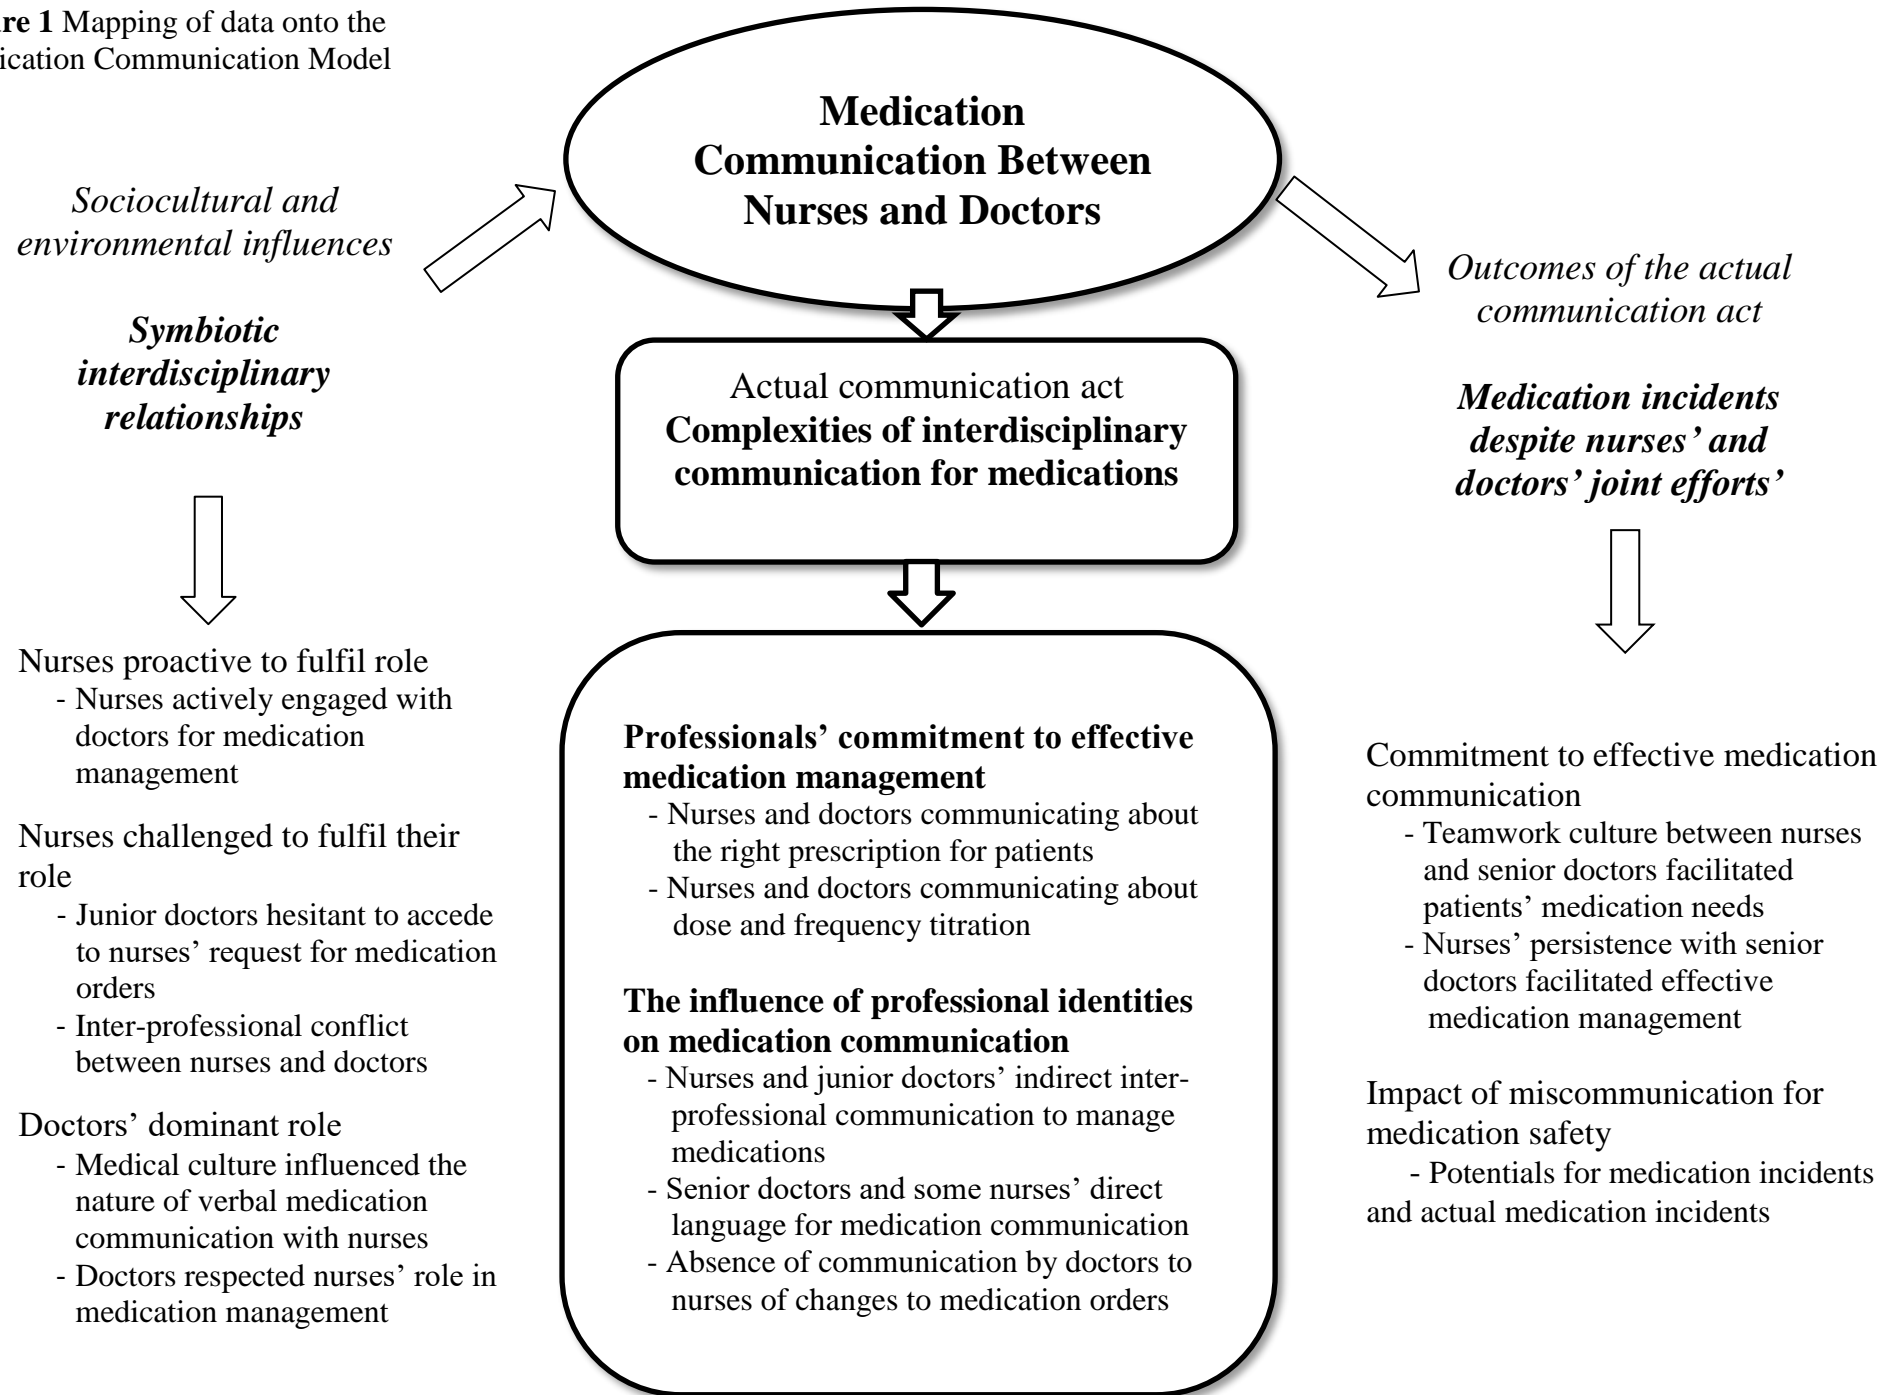 ure 1 Mapping of data onto the
ication Communication Model
Medication
Communication Between
Nurses and Doctors
Sociocultural and
environmental influences
Symbiotic
interdisciplinary
relationships
Nurses proactive to fulfil role
- Nurses actively engaged with
doctors for medication
management
Nurses challenged to fulfil their
role
- Junior doctors hesitant to accede
to nurses’ request for medication
orders
- Inter-professional conflict
between nurses and doctors
Doctors’ dominant role
- Medical culture influenced the
nature of verbal medication
communication with nurses
- Doctors respected nurses’ role in
medication management
Actual communication act
Complexities of interdisciplinary
communication for medications
Professionals’ commitment to effective
medication management
- Nurses and doctors communicating about
the right prescription for patients
- Nurses and doctors communicating about
dose and frequency titration
The influence of professional identities
on medication communication
- Nurses and junior doctors’ indirect inter-
professional communication to manage
medications
- Senior doctors and some nurses’ direct
language for medication communication
- Absence of communication by doctors to
nurses of changes to medication orders
Outcomes of the actual
communication act
Medication incidents
despite nurses’ and
doctors’ joint efforts’
Commitment to effective medication
communication
- Teamwork culture between nurses
and senior doctors facilitated
patients’ medication needs
- Nurses’ persistence with senior
doctors facilitated effective
medication management
Impact of miscommunication for
medication safety
- Potentials for medication incidents
and actual medication incidents